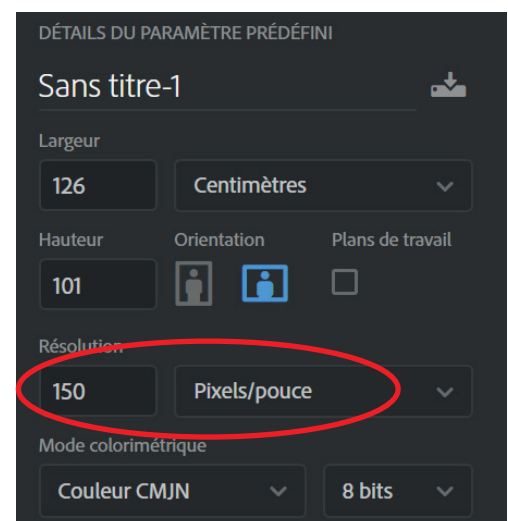 DÉTAILS DU PARAMÈTRE PRÉDÉFINI
Sans titre-1
Largeur
126 Centimètres
Hauteur Orientation Plans de travail
101
Résolution
150 Pixels/pouce
Mode colorimétrique
Couleur CMJN 8 bits